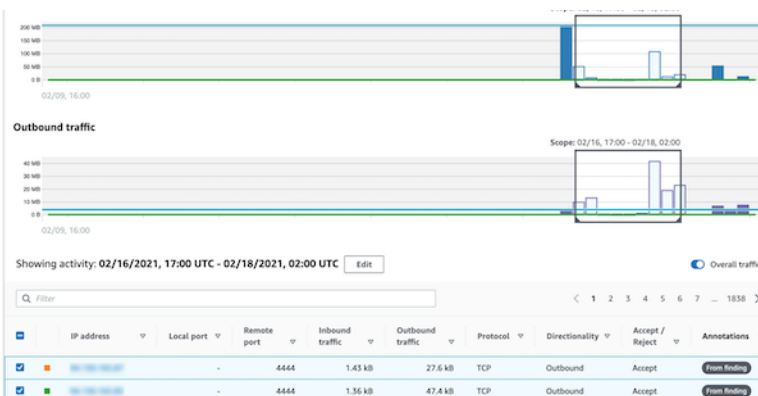 200 MB
150 MB
100 MB
50 MB
0 B
02/09, 16:00
Outbound traffic
Scope: 02/16, 17:00 - 02/18, 02:00
40 MB
30 MB
20 MB
10 MB
0 B
02/09, 16:00
Showing activity: 02/16/2021, 17:00 UTC - 02/18/2021, 02:00 UTC Edit Overall traffic
Filter < 1 2 3 4 5 6 7 ... 1838 >
IP address Local port Remote port Inbound traffic Outbound traffic Protocol Directionality Accept / Reject Annotations
- 4444 1.43 kB 27.6 kB TCP Outbound Accept From finding
- 4444 1.36 kB 47.4 kB TCP Outbound Accept From finding